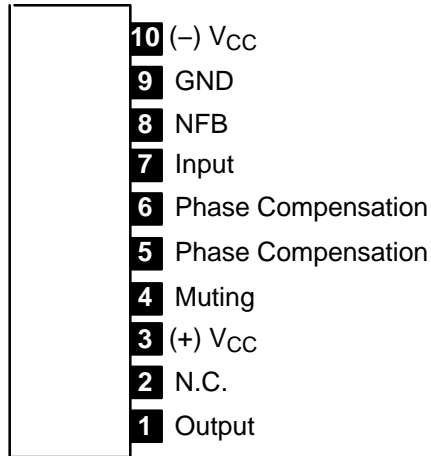 10 (–) VCC
9 GND
8 NFB
7 Input
6 Phase Compensation
5 Phase Compensation
4 Muting
3 (+) VCC
2 N.C.
1 Output